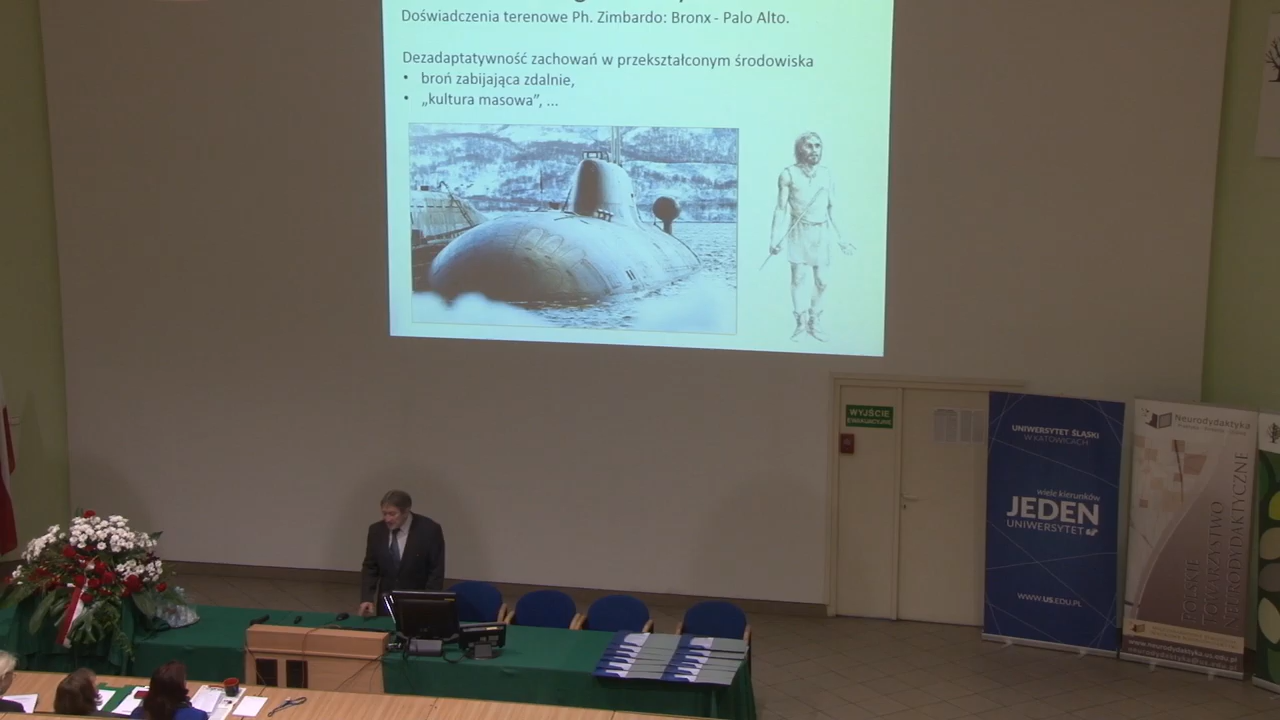 Doświadczenia terenowe Ph. Zimbardo: Bronx - Palo Alto.
Dezadaptatywność zachowań w przekształconym środowiska
• broń zabijająca zdalnie,
• „kultura masowa”, ...
WYJŚCIE
EWAKUACYJNE
UNIWERSYTET ŚLĄSKI
W KATOWICACH
wiele kierunków
JEDEN
UNIWERSYTET
WWW.US.EDU.PL
Neurodydaktyka
POLSKIE
TOWARZYSTWO
NEURODYDAKTYCZNE